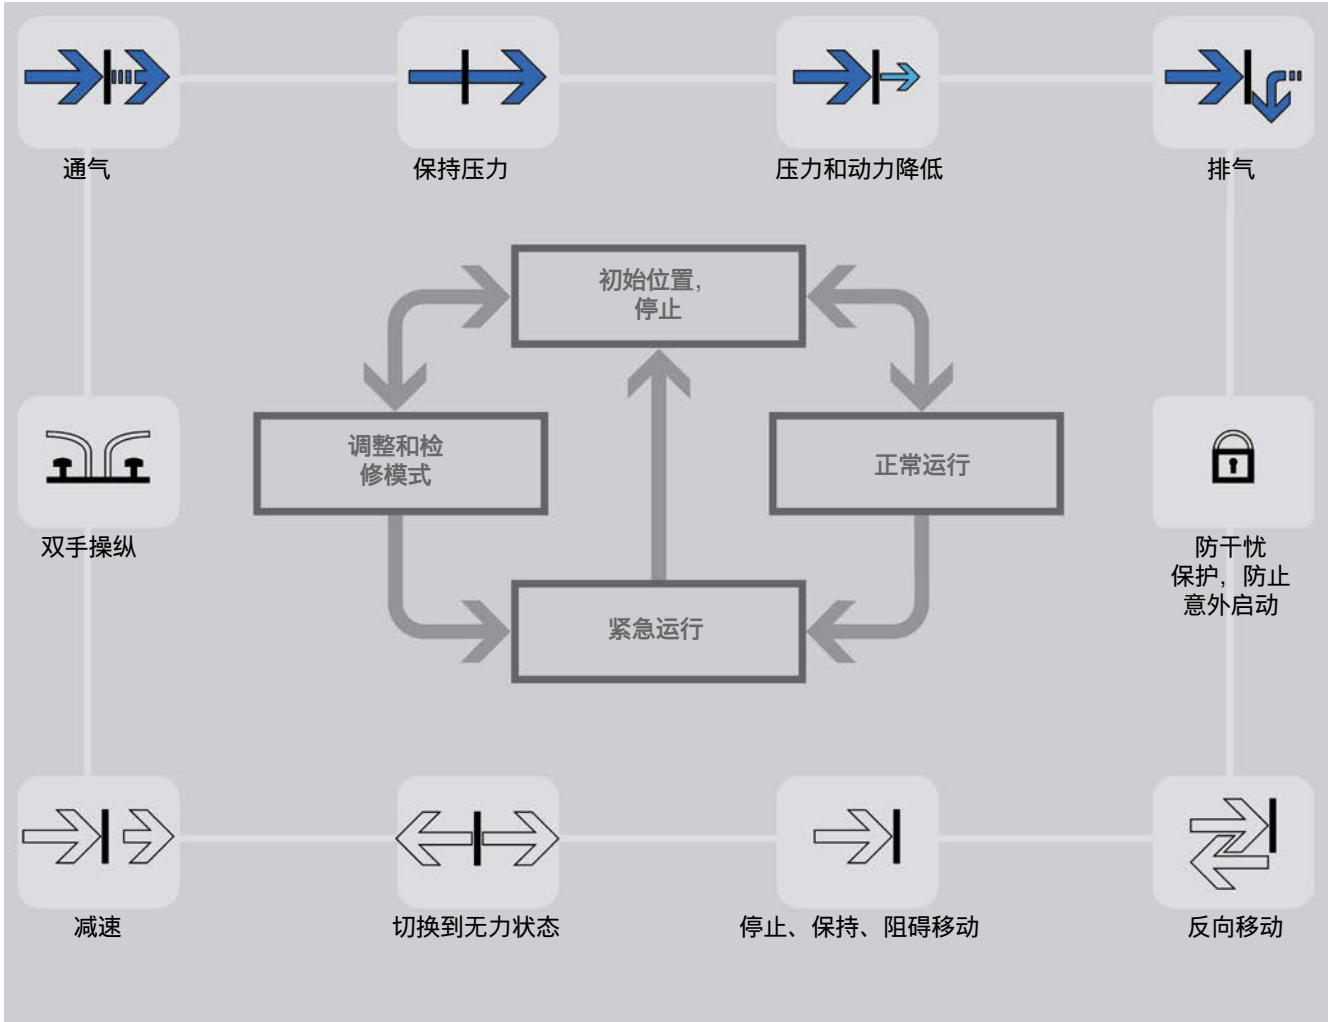 通气
保持压力
压力和动力降低
排气
初始位置，
停止
调整和检
修模式
正常运行
双手操纵
防干忧
保护，防止
意外启动
紧急运行
减速
切换到无力状态
停止、保持、阻碍移动
反向移动